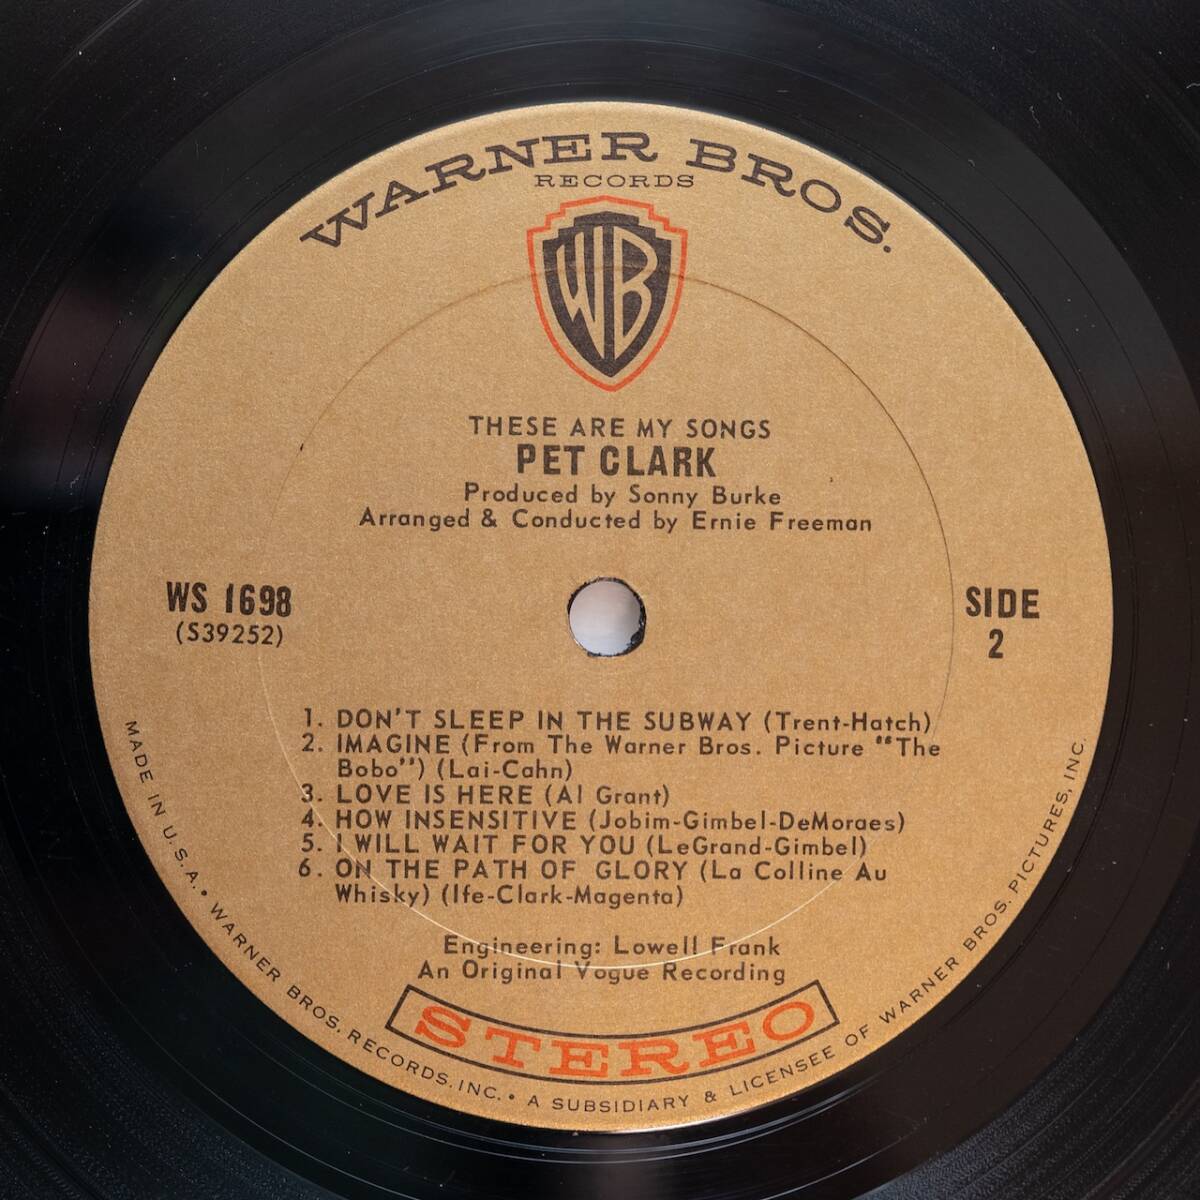 WARNER BROS.
RECORDS
WB
THESE ARE MY SONGS
PET CLARK
Produced by Sonny Burke
Arranged & Conducted by Ernie Freeman
WS 1698
(S39252)
SIDE
2
1. DON'T SLEEP IN THE SUBWAY (Trent-Hatch)
2. IMAGINE (From The Warner Bros. Picture "The
Bobo") (Lai-Cahn)
3. LOVE IS HERE (Al Grant)
4. HOW INSENSITIVE (Jobim-Gimbel-DeMoraes)
5. I WILL WAIT FOR YOU (LeGrand-Gimbel)
6. ON THE PATH OF GLORY (La Colline Au
Whisky) (Ife-Clark-Magenta)
Engineering: Lowell Frank
An Original Vogue Recording
STEREO
MADE IN U.S.A. • WARNER BROS. RECORDS, INC. • A SUBSIDIARY & LICENSEE OF WARNER BROS. PICTURES, INC.